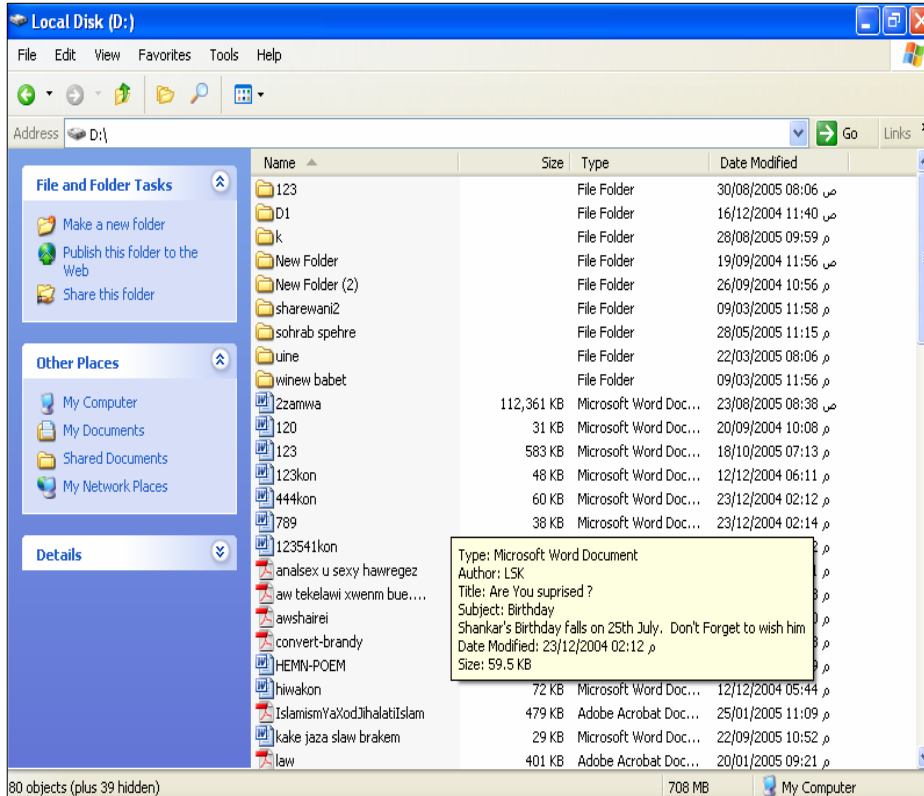 Local Disk (D:)
File Edit View Favorites Tools Help
Address D:\ Go Links
File and Folder Tasks
Make a new folder
Publish this folder to the Web
Share this folder
Other Places
My Computer
My Documents
Shared Documents
My Network Places
Details
Name Size Type Date Modified
123 File Folder 30/08/2005 08:06 ص
D1 File Folder 16/12/2004 11:40 ص
k File Folder 28/08/2005 09:59 م
New Folder File Folder 19/09/2004 11:56 ص
New Folder (2) File Folder 26/09/2004 10:56 م
sharewani2 File Folder 09/03/2005 11:58 م
sohrab spehre File Folder 28/05/2005 11:15 م
uine File Folder 22/03/2005 08:06 م
winew babet File Folder 09/03/2005 11:56 م
2zamwa 112,361 KB Microsoft Word Doc... 23/08/2005 08:38 ص
120 31 KB Microsoft Word Doc... 20/09/2004 10:08 م
123 583 KB Microsoft Word Doc... 18/10/2005 07:13 م
123kon 48 KB Microsoft Word Doc... 12/12/2004 06:11 م
444kon 60 KB Microsoft Word Doc... 23/12/2004 02:12 م
789 38 KB Microsoft Word Doc... 23/12/2004 02:14 م
123541kon م
analsex u sexy hawregez م
aw tekelawi xwenm bue.... م
awshairei م
convert-brandy م
HEMN-POEM م
Type: Microsoft Word Document
Author: LSK
Title: Are You suprised ?
Subject: Birthday
Shankar's Birthday falls on 25th July. Don't Forget to wish him
Date Modified: 23/12/2004 02:12 م
Size: 59.5 KB
hiwakon 72 KB Microsoft Word Doc... 12/12/2004 05:44 م
IslamismYaXodJihalatiIslam 479 KB Adobe Acrobat Doc... 25/01/2005 11:09 م
kake jaza slaw brakem 29 KB Microsoft Word Doc... 22/09/2005 10:52 م
law 401 KB Adobe Acrobat Doc... 20/01/2005 09:21 م
80 objects (plus 39 hidden) 708 MB My Computer